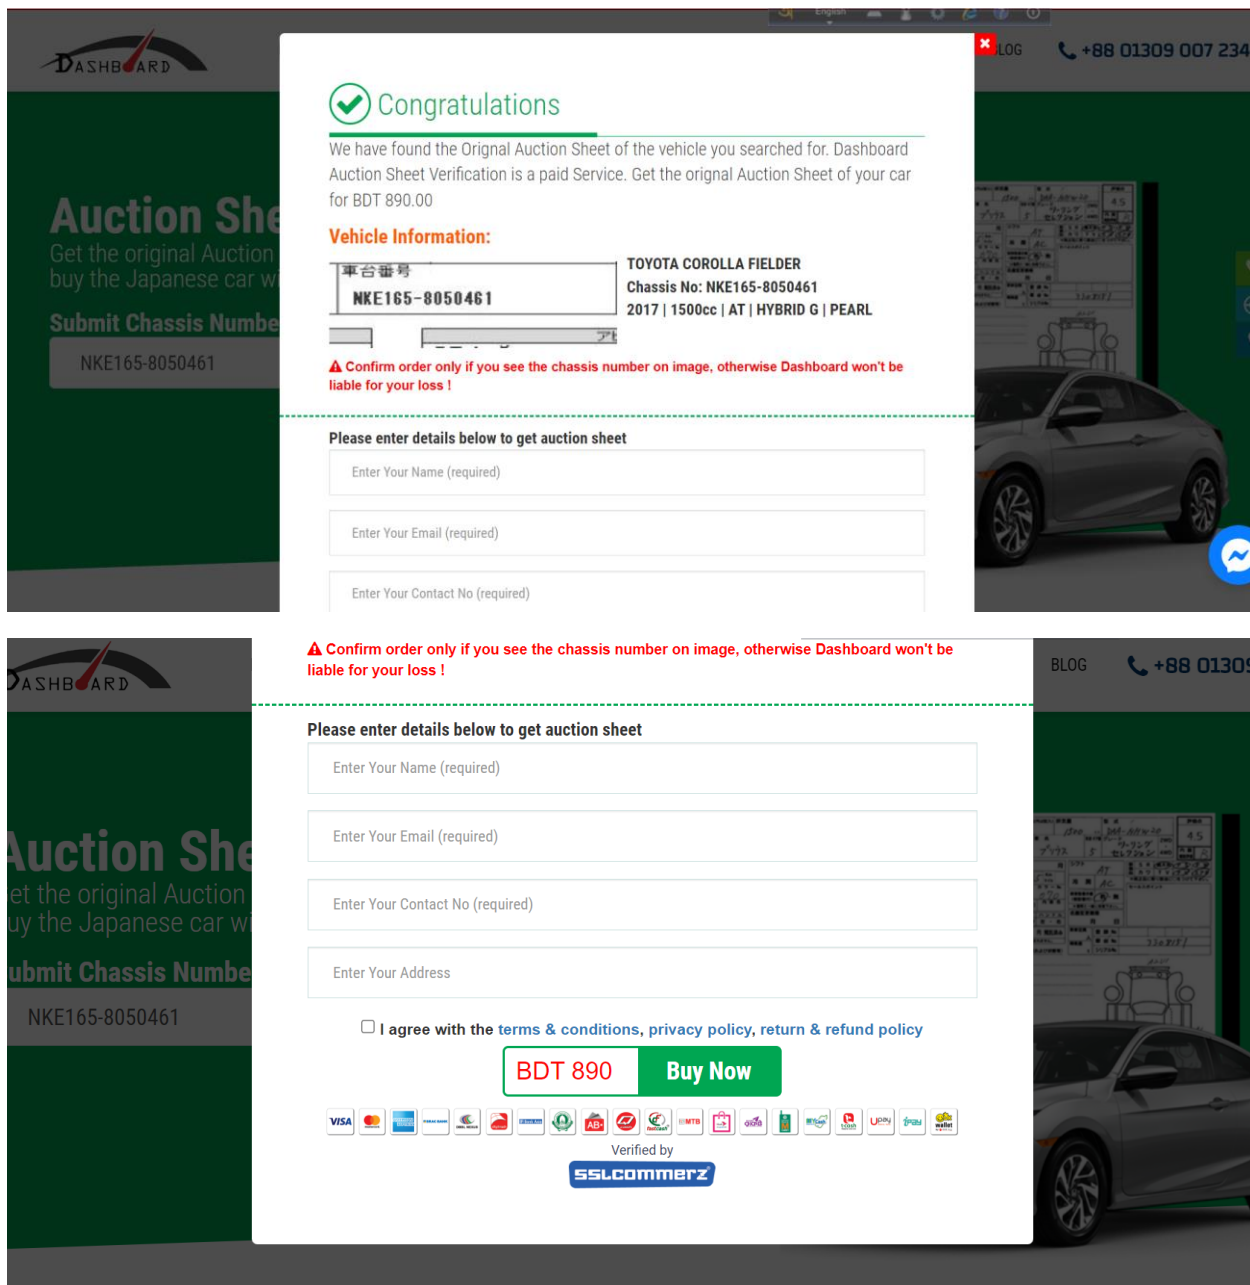 English
DASHBOARD
BLOG
+88 01309 007 234
Congratulations
We have found the Orignal Auction Sheet of the vehicle you searched for. Dashboard
Auction Sheet Verification is a paid Service. Get the orignal Auction Sheet of your car
for BDT 890.00
Auction She
Get the original Auction
buy the Japanese car wi
Vehicle Information:
車台番号
NKE165-8050461
TOYOTA COROLLA FIELDER
Chassis No: NKE165-8050461
2017 | 1500cc | AT | HYBRID G | PEARL
Submit Chassis Numbe
NKE165-8050461
Confirm order only if you see the chassis number on image, otherwise Dashboard won't be
liable for your loss !
Please enter details below to get auction sheet
Enter Your Name (required)
Enter Your Email (required)
Enter Your Contact No (required)
Confirm order only if you see the chassis number on image, otherwise Dashboard won't be
liable for your loss !
DASHBOARD
BLOG
+88 01309
Please enter details below to get auction sheet
Enter Your Name (required)
Enter Your Email (required)
Enter Your Contact No (required)
Enter Your Address
Auction She
et the original Auction
uy the Japanese car wi
ubmit Chassis Numbe
NKE165-8050461
4.5
I agree with the terms & conditions, privacy policy, return & refund policy
BDT 890 Buy Now
VISA
MTB
Upay
Verified by
SSLCOMMERZ